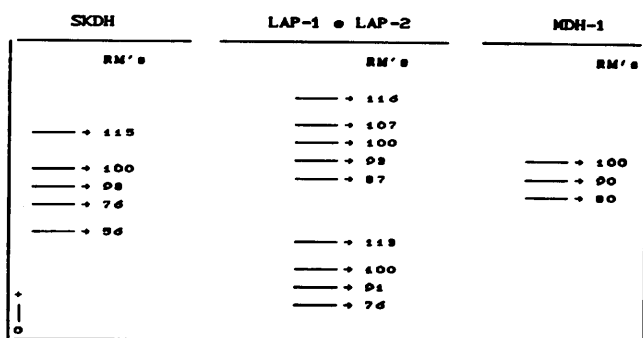 SKDH
RM's
→ 115
→ 100
→ 98
→ 76
→ 56
LAP-1 e LAP-2
RM's
→ 116
→ 107
→ 100
→ 93
→ 87
→ 113
→ 100
→ 91
→ 76
MDH-1
RM's
→ 100
→ 90
→ 80
+
O